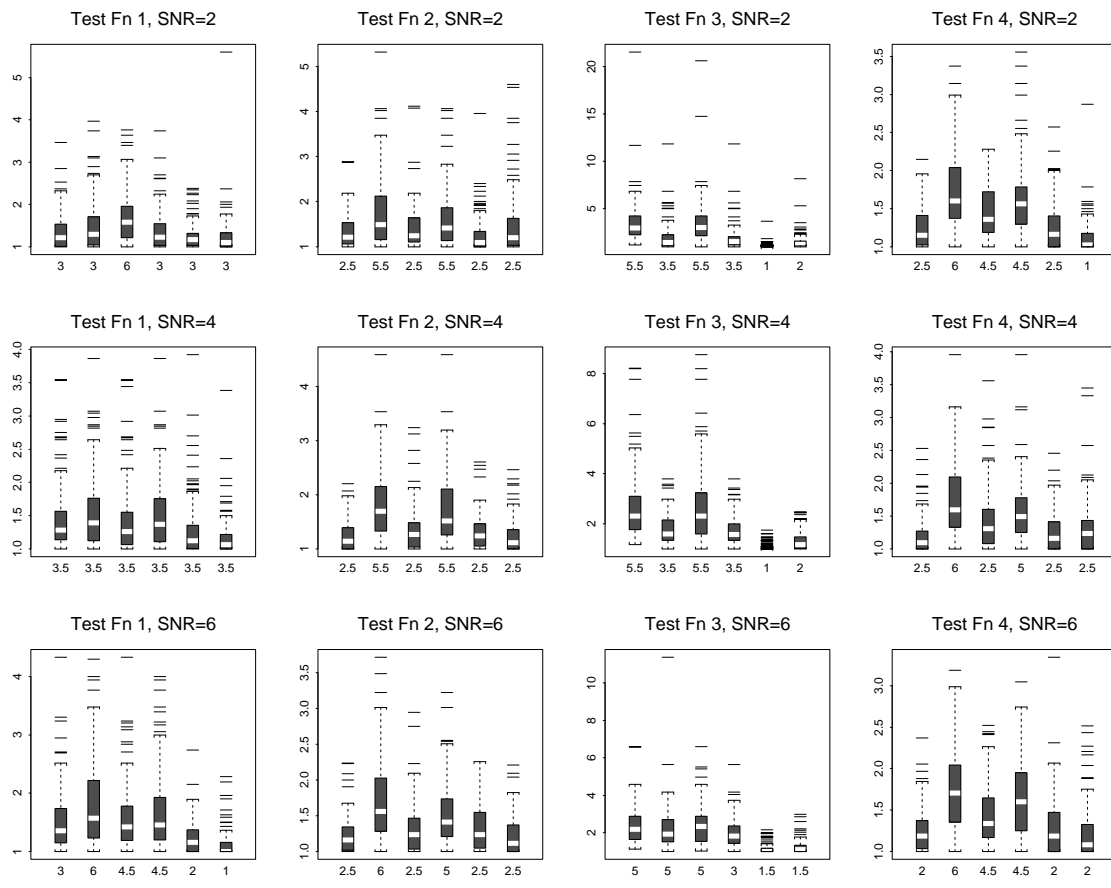 Test Fn 1, SNR=2
5
4
3
2
1
3 3 6 3 3 3
Test Fn 2, SNR=2
5
4
3
2
1
2.5 5.5 2.5 5.5 2.5 2.5
Test Fn 3, SNR=2
20
15
10
5
5.5 3.5 5.5 3.5 1 2
Test Fn 4, SNR=2
3.5
3.0
2.5
2.0
1.5
1.0
2.5 6 4.5 4.5 2.5 1
Test Fn 1, SNR=4
4.0
3.5
3.0
2.5
2.0
1.5
1.0
3.5 3.5 3.5 3.5 3.5 3.5
Test Fn 2, SNR=4
4
3
2
1
2.5 5.5 2.5 5.5 2.5 2.5
Test Fn 3, SNR=4
8
6
4
2
5.5 3.5 5.5 3.5 1 2
Test Fn 4, SNR=4
4.0
3.5
3.0
2.5
2.0
1.5
1.0
2.5 6 2.5 5 2.5 2.5
Test Fn 1, SNR=6
4
3
2
1
3 6 4.5 4.5 2 1
Test Fn 2, SNR=6
3.5
3.0
2.5
2.0
1.5
1.0
2.5 6 2.5 5 2.5 2.5
Test Fn 3, SNR=6
10
8
6
4
2
5 5 5 3 1.5 1.5
Test Fn 4, SNR=6
3.0
2.5
2.0
1.5
1.0
2 6 4.5 4.5 2 2